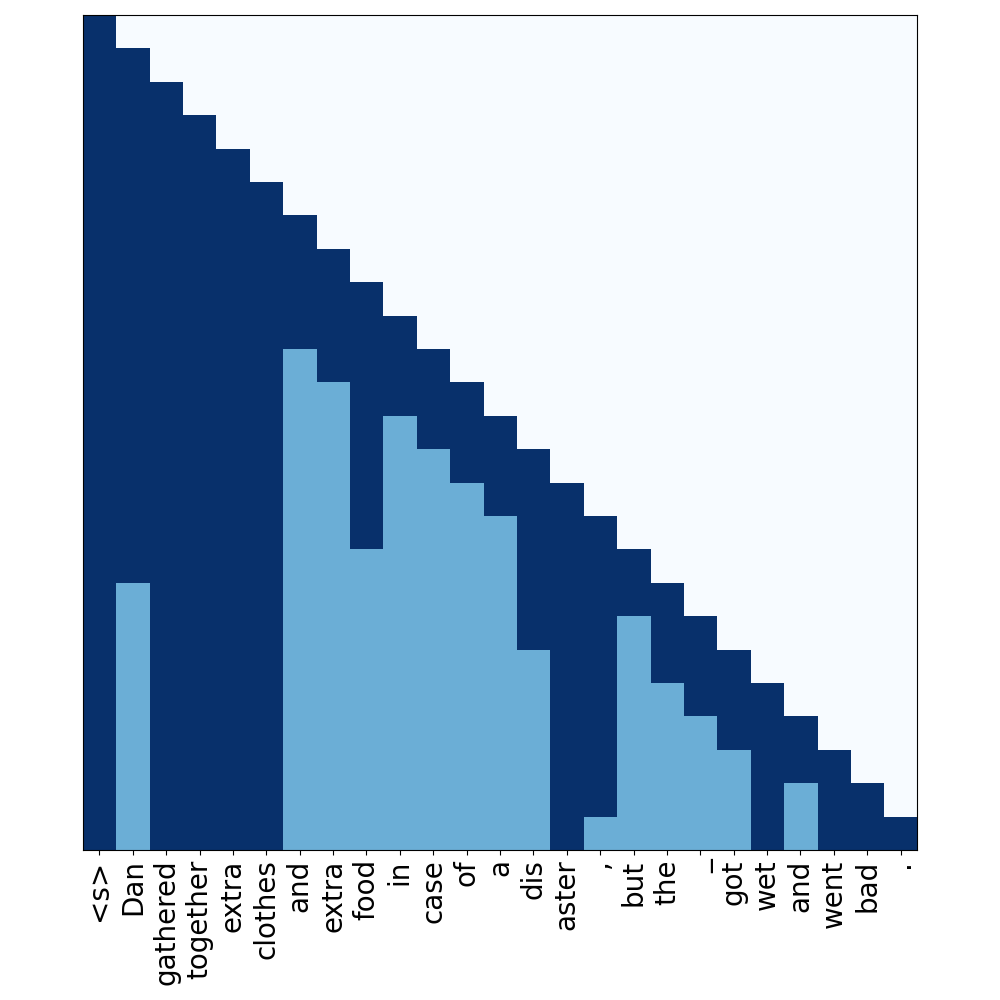 <s>
Dan
gathered
together
extra
clothes
and
extra
food
in
case
of
a
dis
aster
,
but
the
_
got
wet
and
went
bad
.